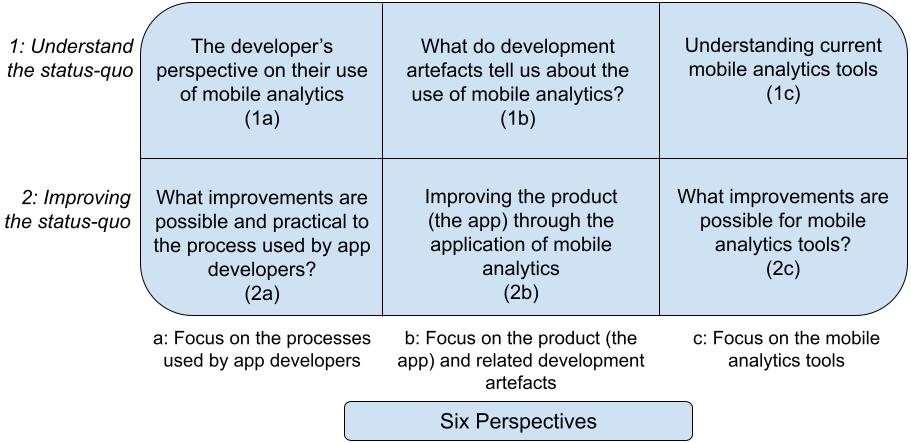 1: Understand
the status-quo
The developer's
perspective on their use
of mobile analytics
(1a)
What do development
artefacts tell us about the
use of mobile analytics?
(1b)
Understanding current
mobile analytics tools
(1c)
2: Improving
the status-quo
What improvements are
possible and practical to
the process used by app
developers?
(2a)
Improving the product
(the app) through the
application of mobile
analytics
(2b)
What improvements are
possible for mobile
analytics tools?
(2c)
a: Focus on the processes
used by app developers
b: Focus on the product (the
app) and related development
artefacts
c: Focus on the mobile
analytics tools
Six Perspectives